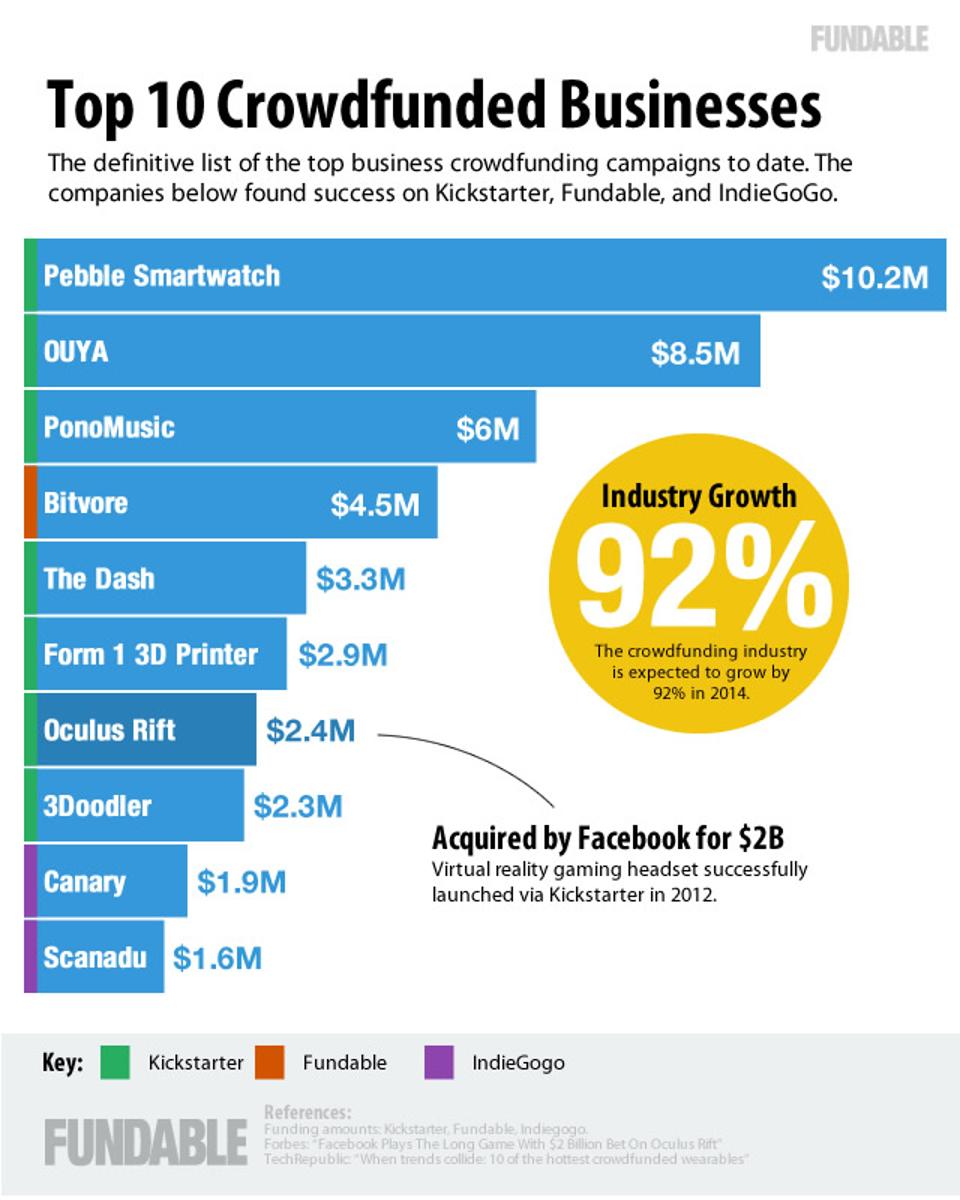 FUNDABLE
Top 10 Crowdfunded Businesses
The definitive list of the top business crowdfunding campaigns to date. The
companies below found success on Kickstarter, Fundable, and IndieGoGo.
Pebble Smartwatch $10.2M
OUYA $8.5M
PonoMusic $6M
Bitvore $4.5M
The Dash $3.3M
Form 1 3D Printer $2.9M
Oculus Rift $2.4M
3Doodler $2.3M
Canary $1.9M
Scanadu $1.6M
Industry Growth
92%
The crowdfunding industry
is expected to grow by
92% in 2014.
Acquired by Facebook for $2B
Virtual reality gaming headset successfully
launched via Kickstarter in 2012.
Key: Kickstarter Fundable IndieGogo
FUNDABLE
References:
Funding amounts: Kickstarter, Fundable, Indiegogo.
Forbes: "Facebook Plays The Long Game With $2 Billion Bet On Oculus Rift"
TechRepublic: "When trends collide: 10 of the hottest crowdfunded wearables"